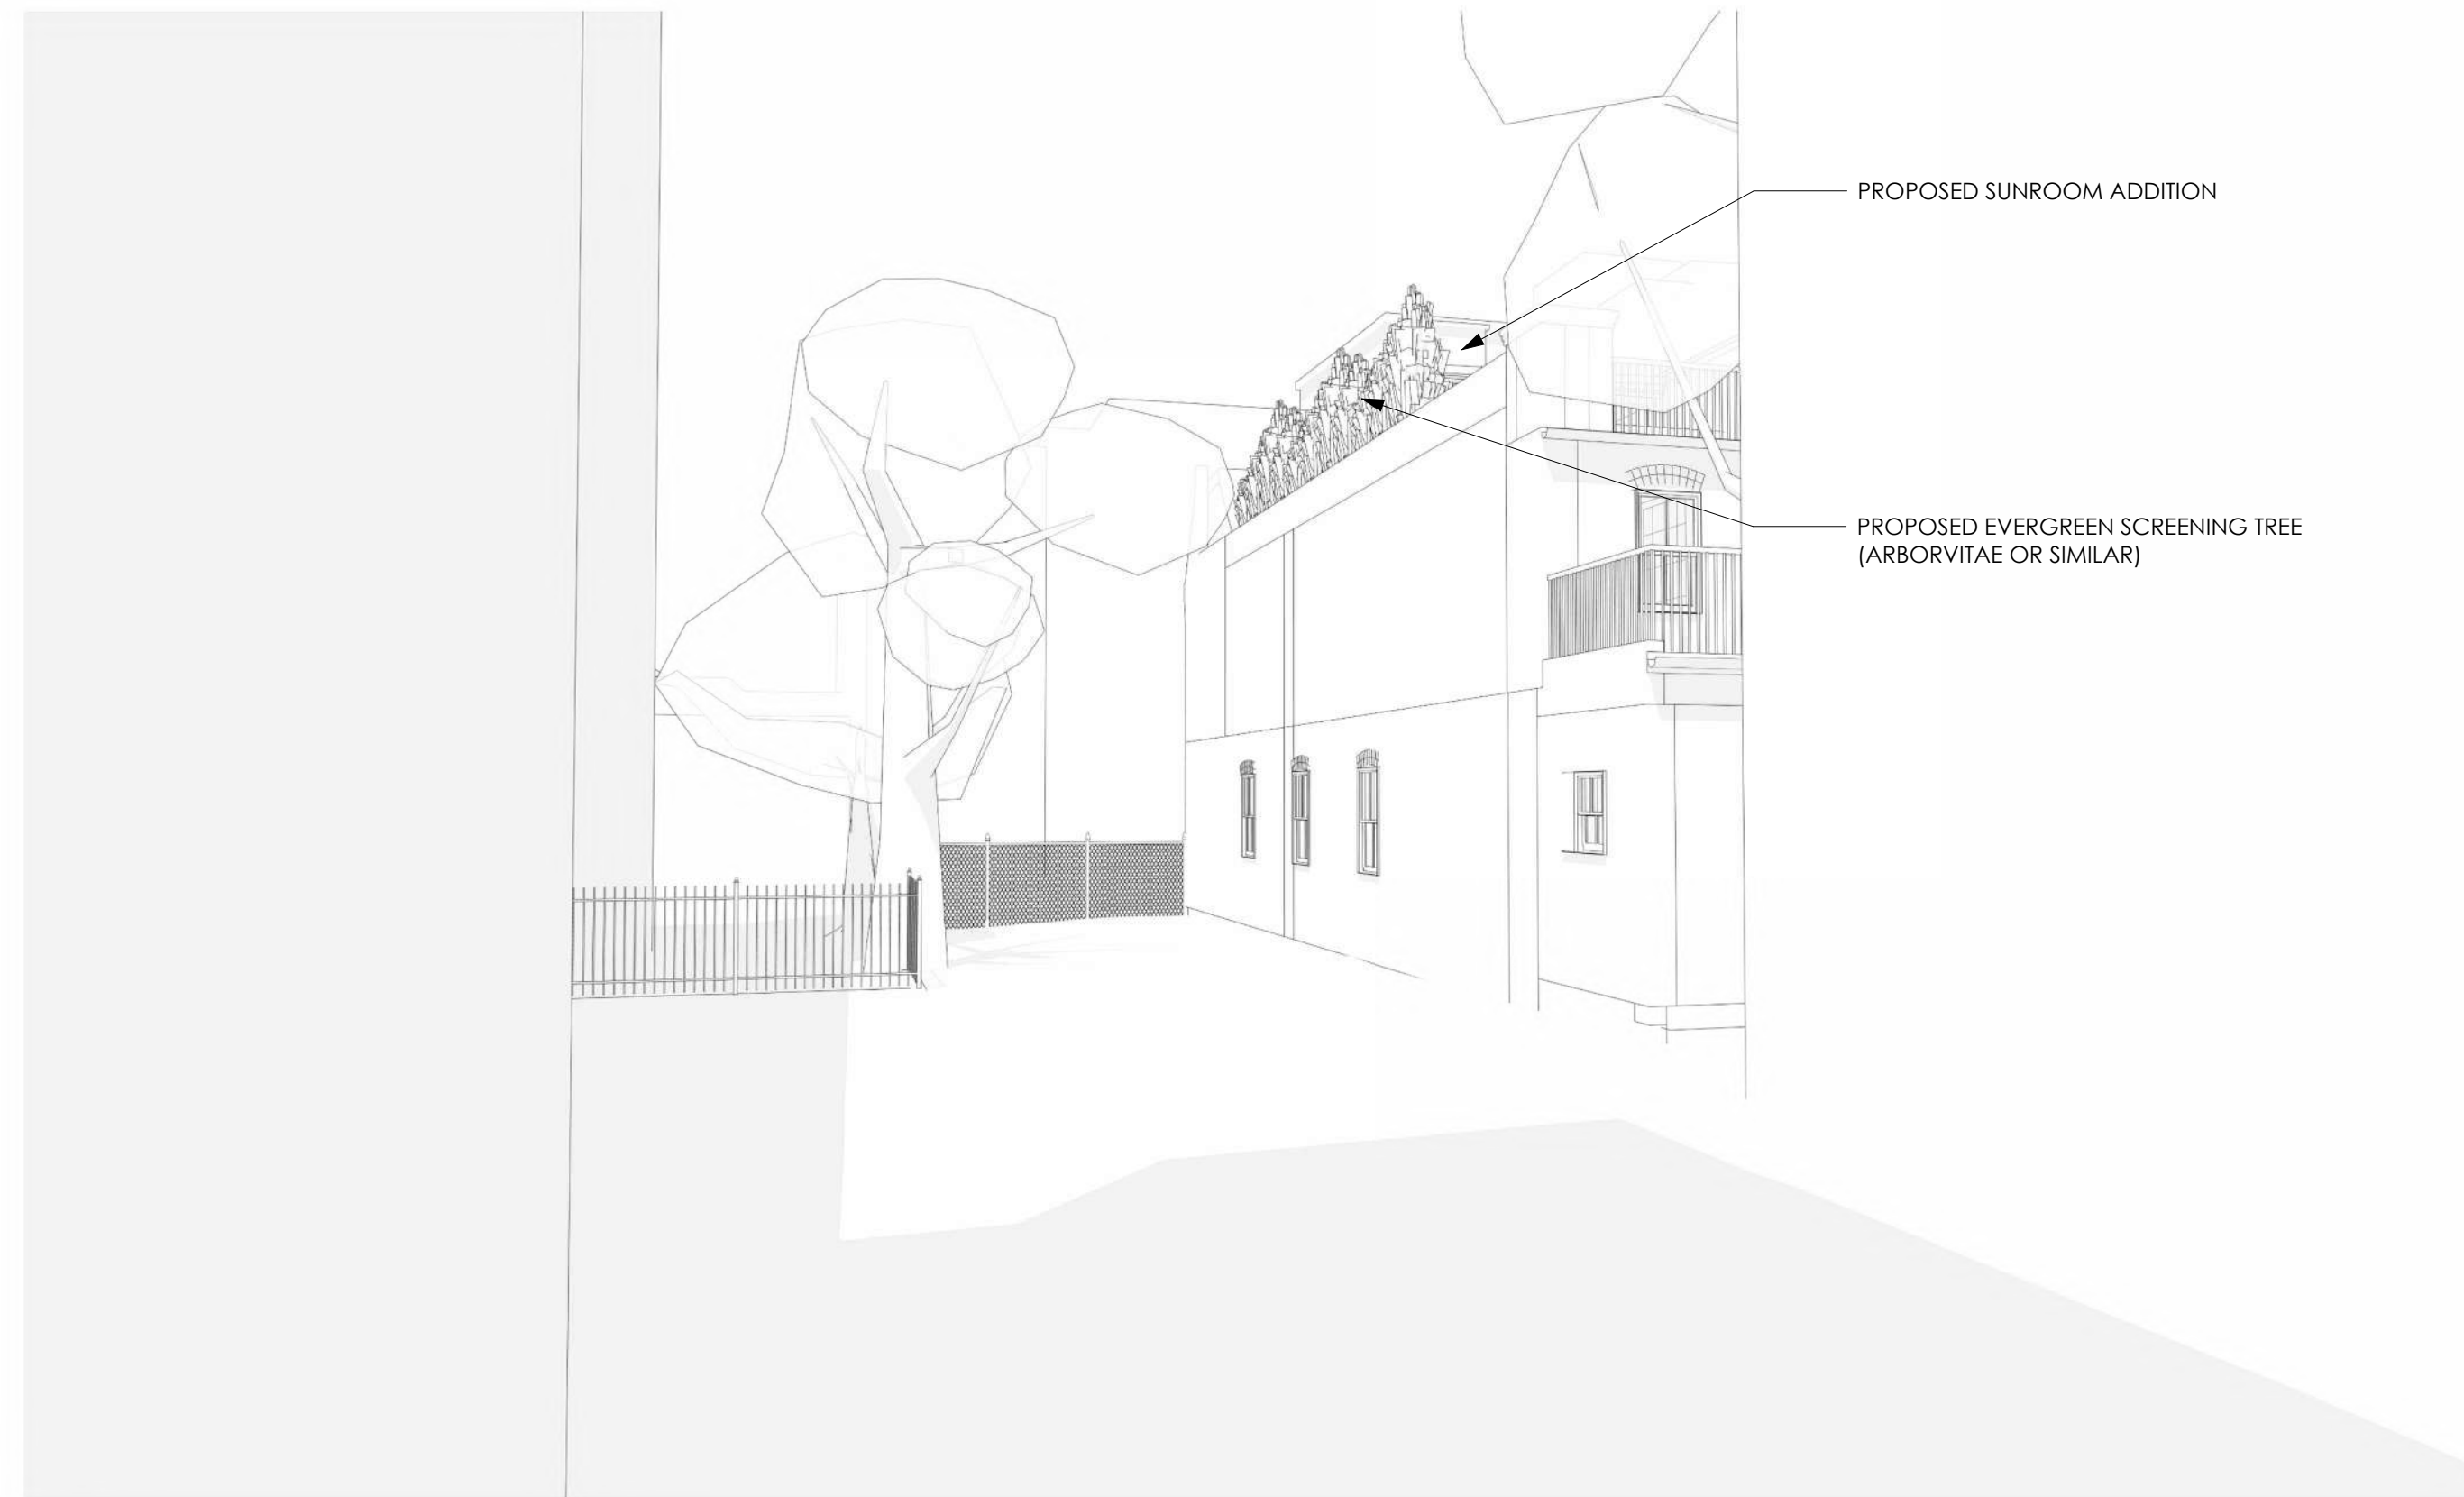 PROPOSED SUNROOM ADDITION
PROPOSED EVERGREEN SCREENING TREE
(ARBORVITAE OR SIMILAR)